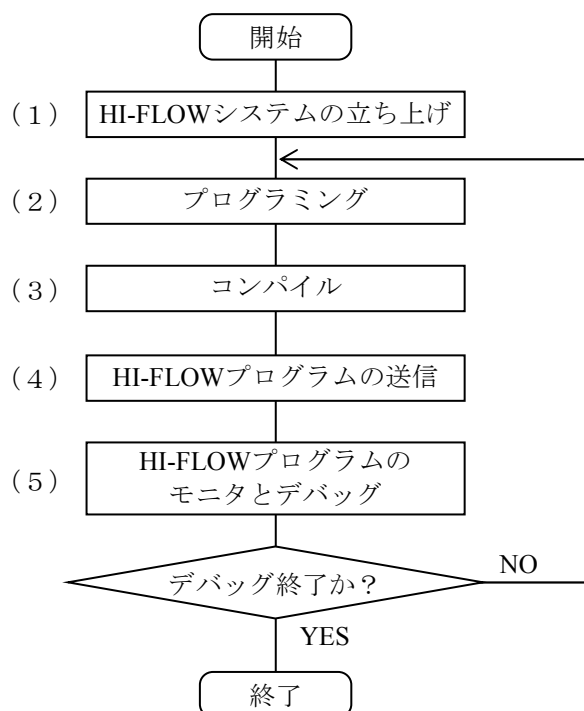 開始
(1) HI-FLOWシステムの立ち上げ
(2) プログラミング
(3) コンパイル
(4) HI-FLOWプログラムの送信
(5) HI-FLOWプログラムの
モニタとデバッグ
デバッグ終了か？ NO
YES
終了